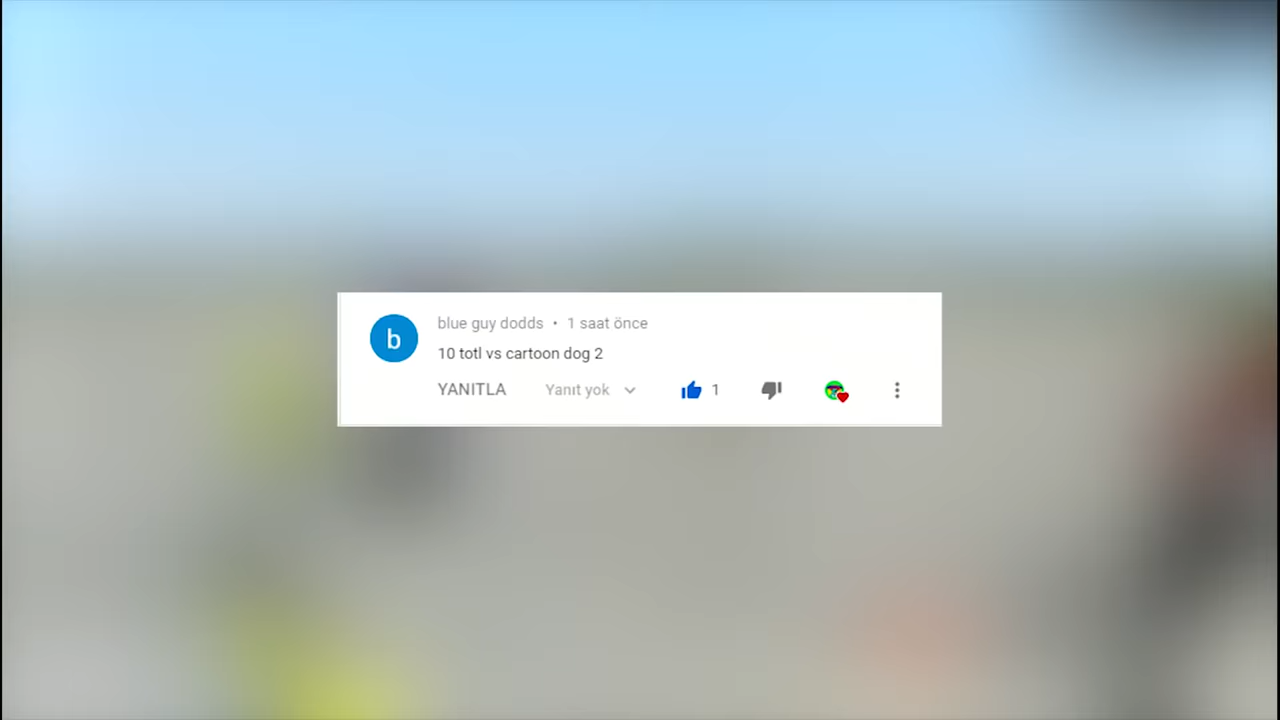 b
blue guy dodds • 1 saat önce
10 totl vs cartoon dog 2
YANITLA Yanıt yok 1